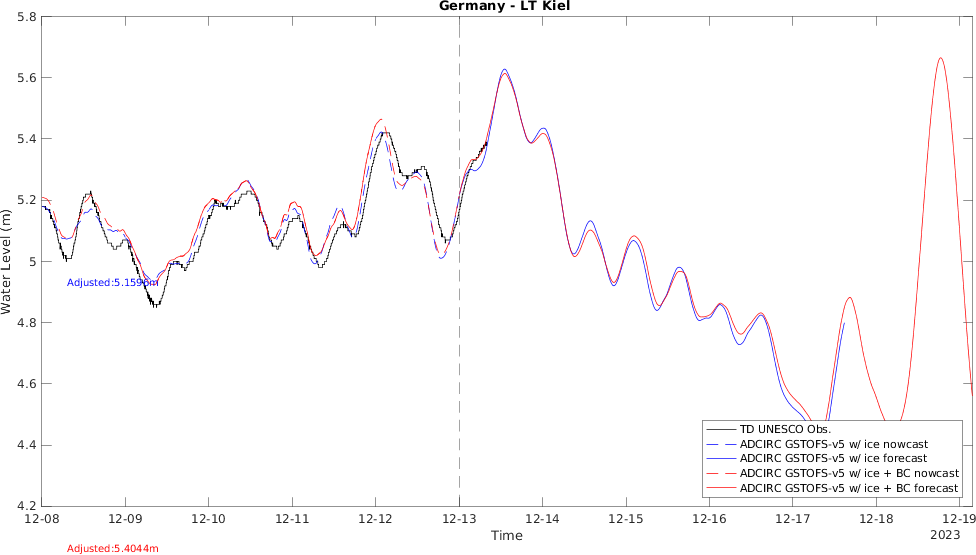 Germany - LT Kiel
5.8
5.6
5.4
5.2
5
4.8
4.6
4.4
4.2
Water Level (m)
Adjusted:5.1596m
TD UNESCO Obs.
ADCIRC GSTOFS-v5 w/ ice nowcast
ADCIRC GSTOFS-v5 w/ ice forecast
ADCIRC GSTOFS-v5 w/ ice + BC nowcast
ADCIRC GSTOFS-v5 w/ ice + BC forecast
12-08 12-09 12-10 12-11 12-12 12-13 12-14 12-15 12-16 12-17 12-18 12-19
Time
2023
Adjusted:5.4044m